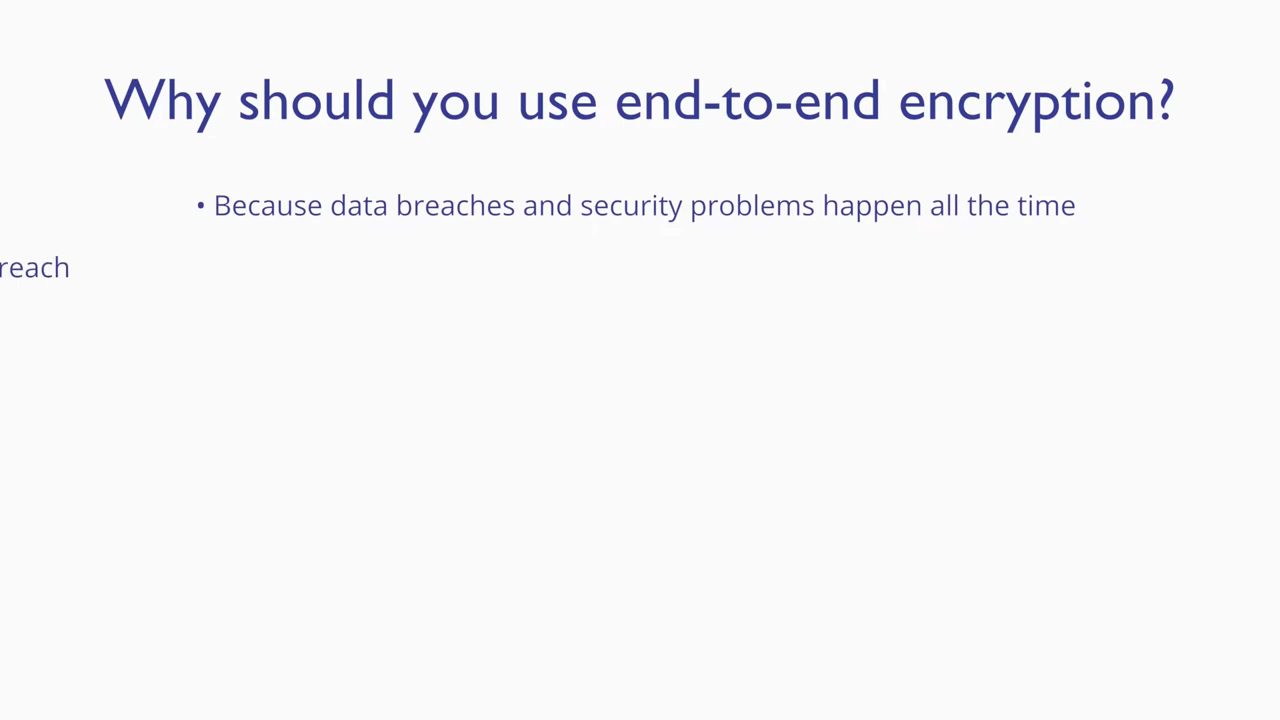 Why should you use end-to-end encryption?
• Because data breaches and security problems happen all the time
reach